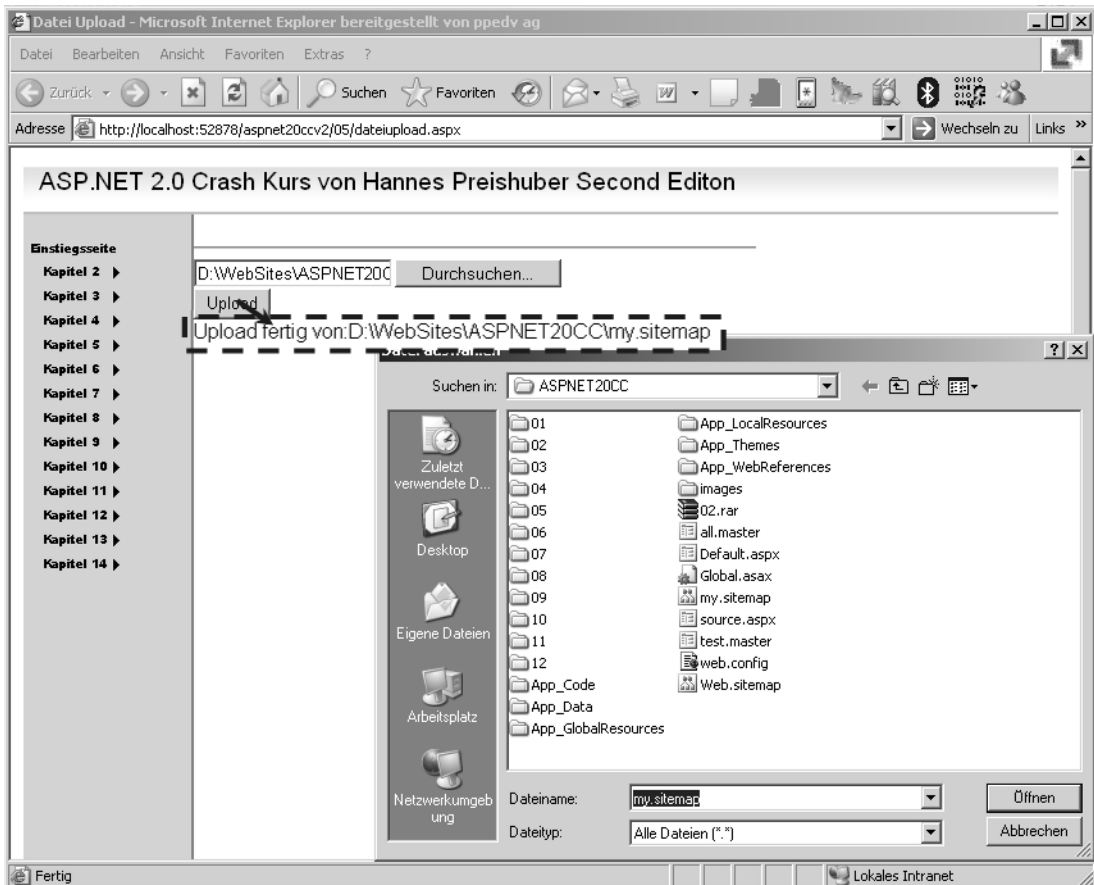 Datei Upload - Microsoft Internet Explorer bereitgestellt von ppedv ag
Datei Bearbeiten Ansicht Favoriten Extras ?
Zurück Suchen Favoriten
Adresse http://localhost:52878/aspnet20ccv2/05/dateiupload.aspx Wechseln zu Links »
ASP.NET 2.0 Crash Kurs von Hannes Preishuber Second Editon
Einstiegsseite
Kapitel 2
Kapitel 3
Kapitel 4
Kapitel 5
Kapitel 6
Kapitel 7
Kapitel 8
Kapitel 9
Kapitel 10
Kapitel 11
Kapitel 12
Kapitel 13
Kapitel 14
D:\WebSites\ASPNET20C Durchsuchen...
Upload
Upload fertig von:D:\WebSites\ASPNET20CC\my.sitemap
Suchen in: ASPNET20CC
Zuletzt
verwendete D...
Desktop
Eigene Dateien
Arbeitsplatz
Netzwerkumgeb
ung
01
02
03
04
05
06
07
08
09
10
11
12
App_Code
App_Data
App_GlobalResources
App_LocalResources
App_Themes
App_WebReferences
images
02.rar
all.master
Default.aspx
Global.asax
my.sitemap
source.aspx
test.master
web.config
Web.sitemap
Dateiname: my.sitemap Öffnen
Dateityp: Alle Dateien (*.*) Abbrechen
Fertig Lokales Intranet